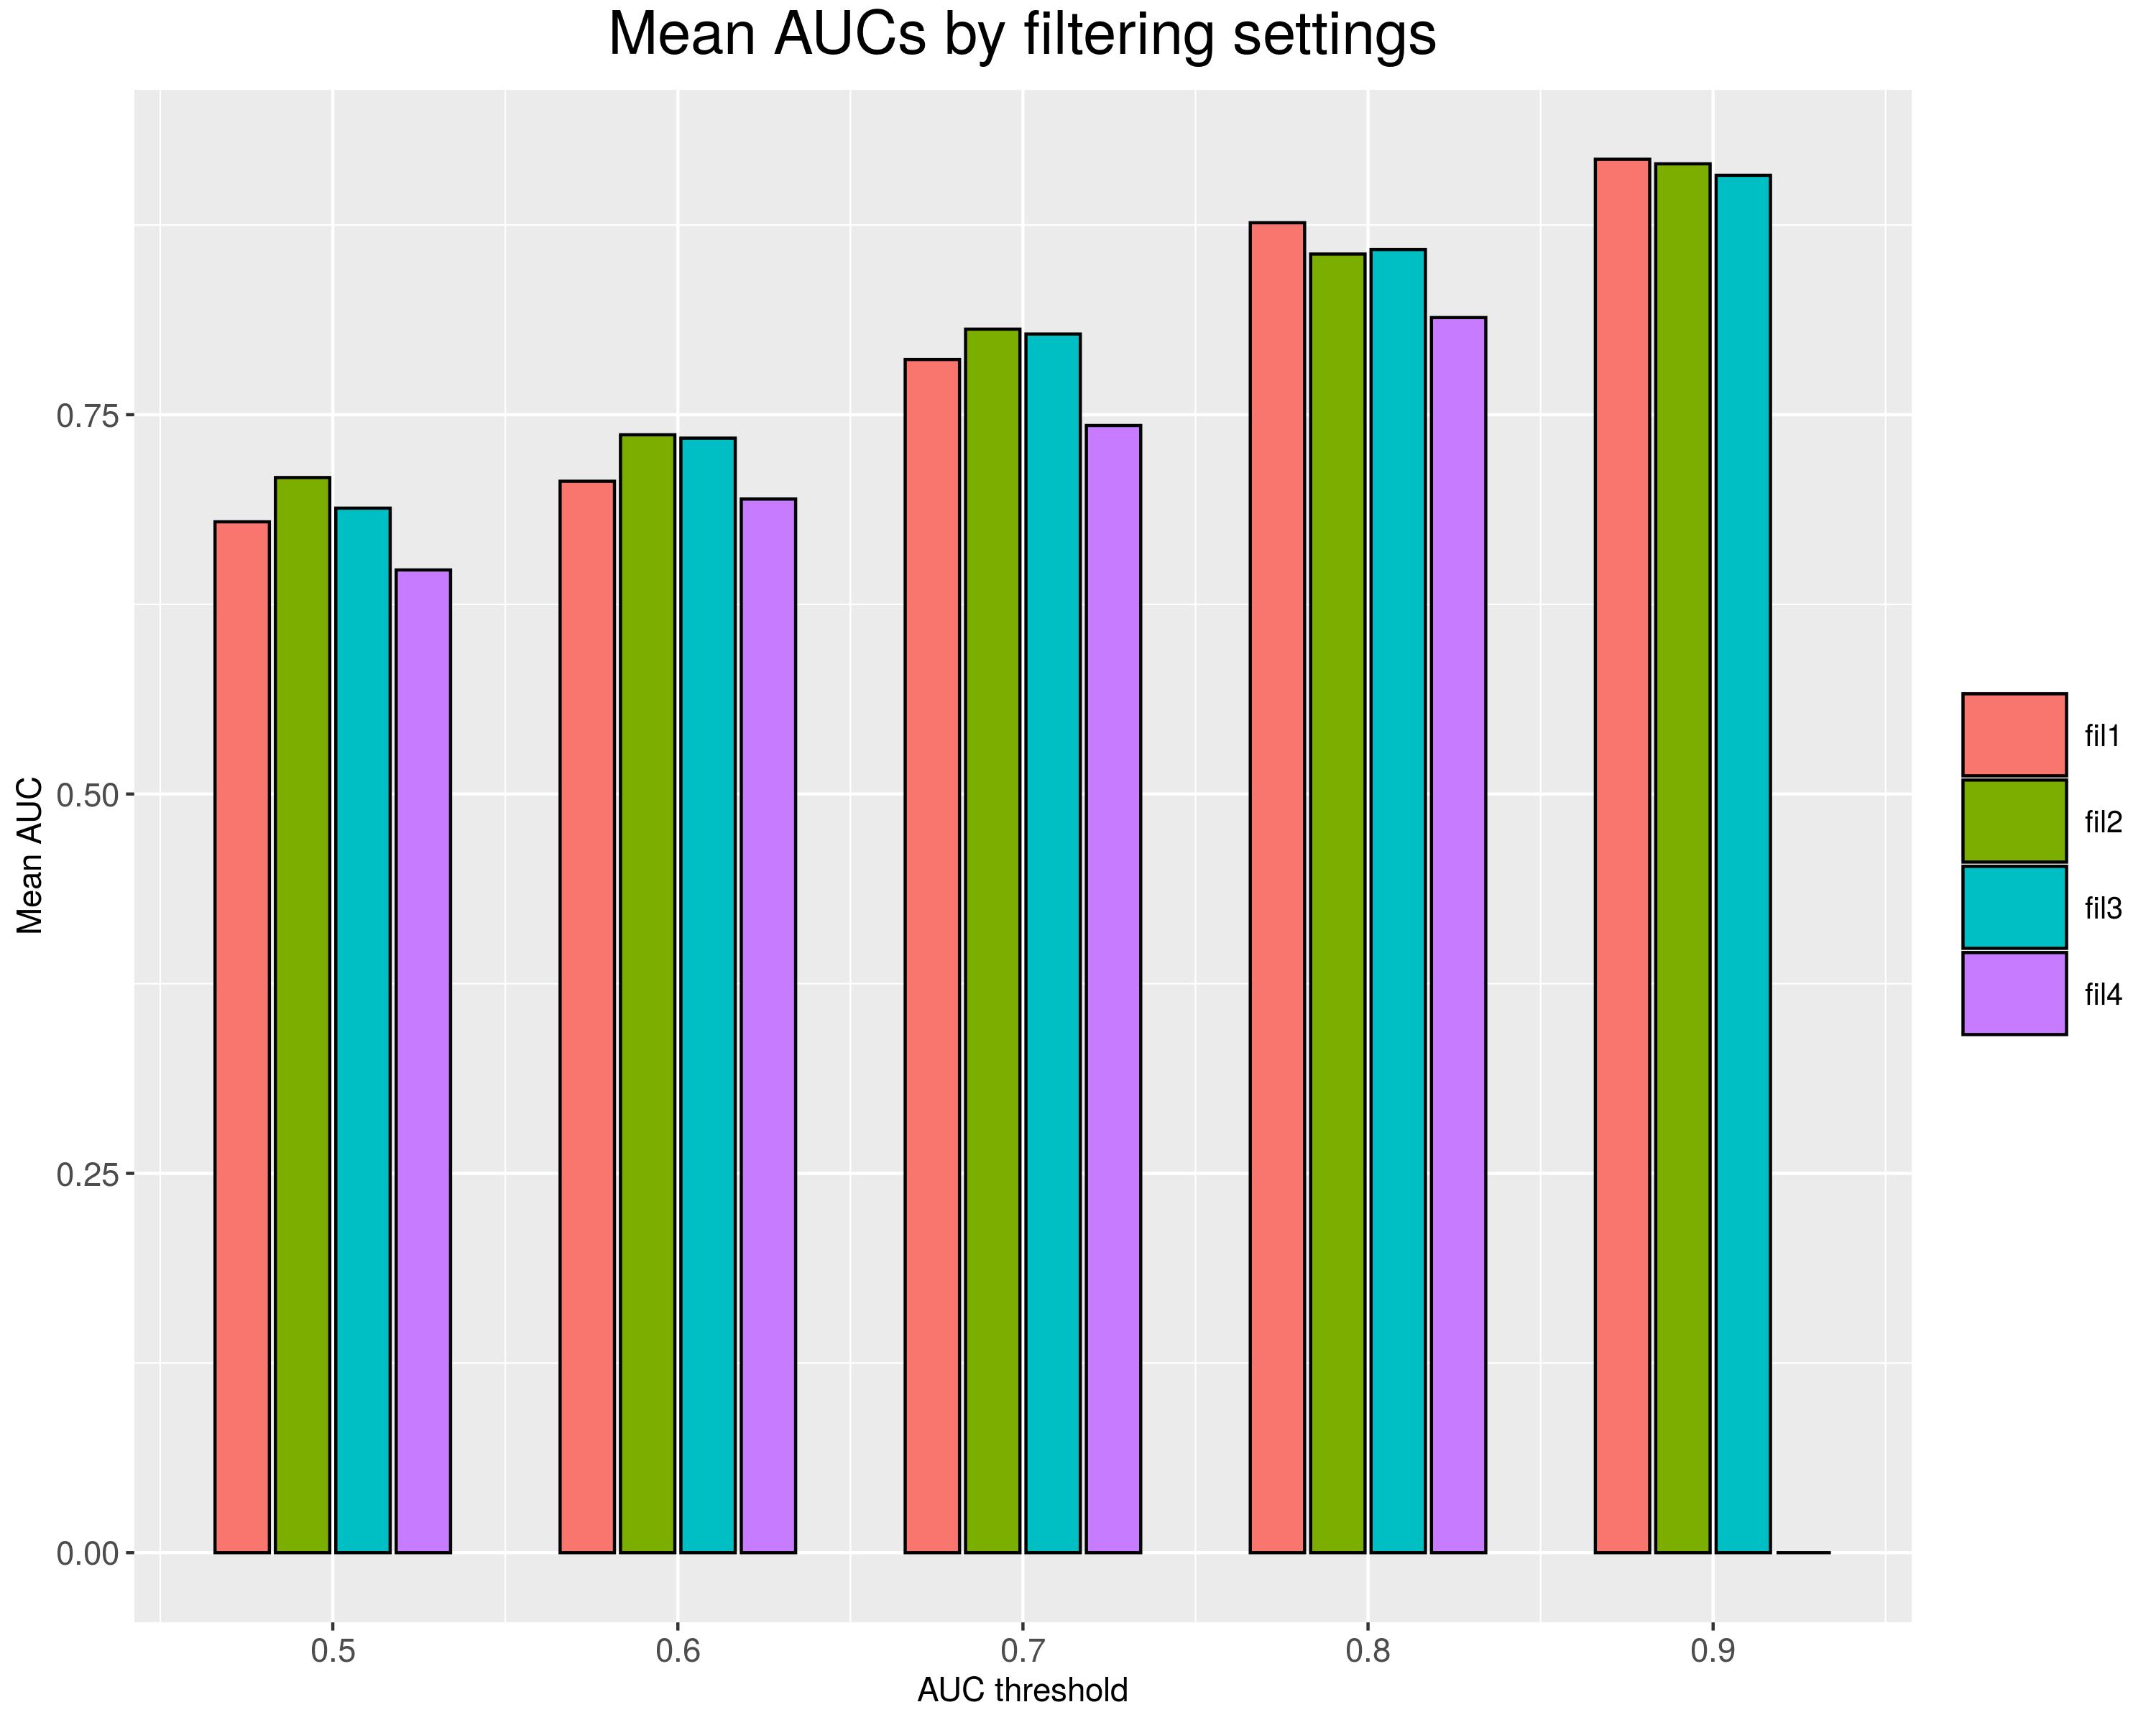 Mean AUCs by filtering settings
Mean AUC
0.75
0.50
0.25
0.00
0.5 0.6 0.7 0.8 0.9
AUC threshold
fil1
fil2
fil3
fil4